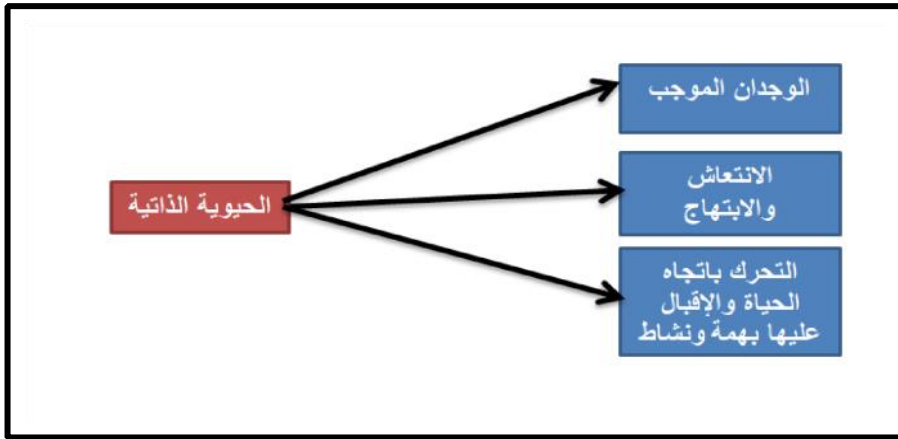 الوجدان الموجب
الانتعاش
والابتهاج
الحيوية الذاتية
التحرك باتجاه
الحياة والإقبال
عليها بهمة ونشاط